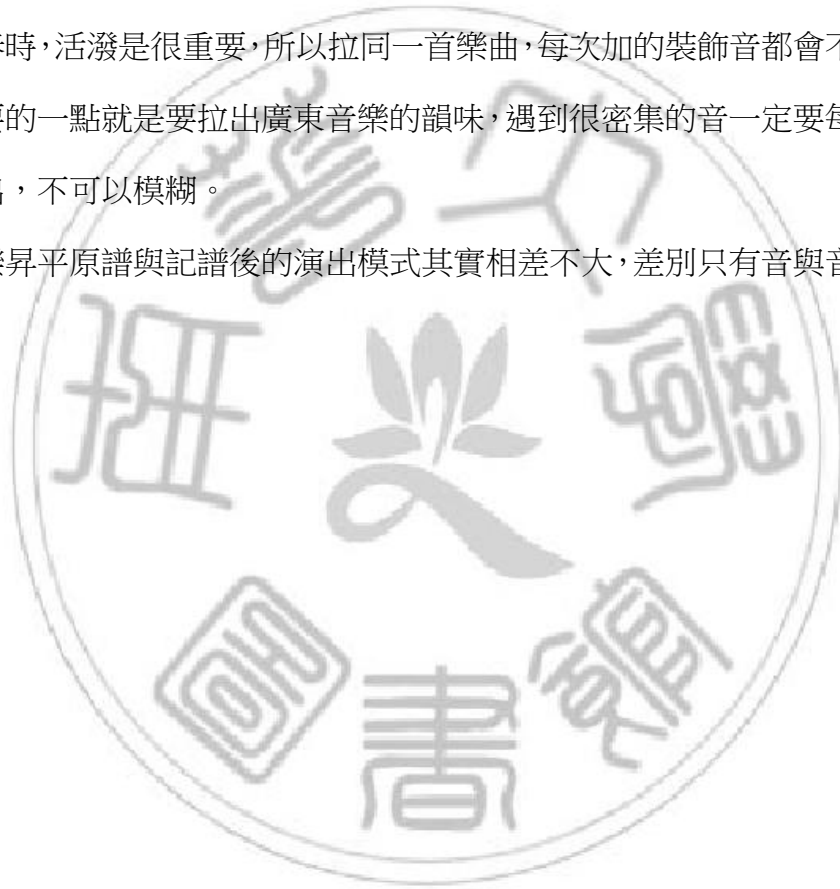 時，活潑是很重要，所以拉同一首樂曲，每次加的裝飾音都會不
要的一點就是要拉出廣東音樂的韻味，遇到很密集的音一定要每
，不可以模糊。
樂昇平原譜與記譜後的演出模式其實相差不大，差別只有音與音
書